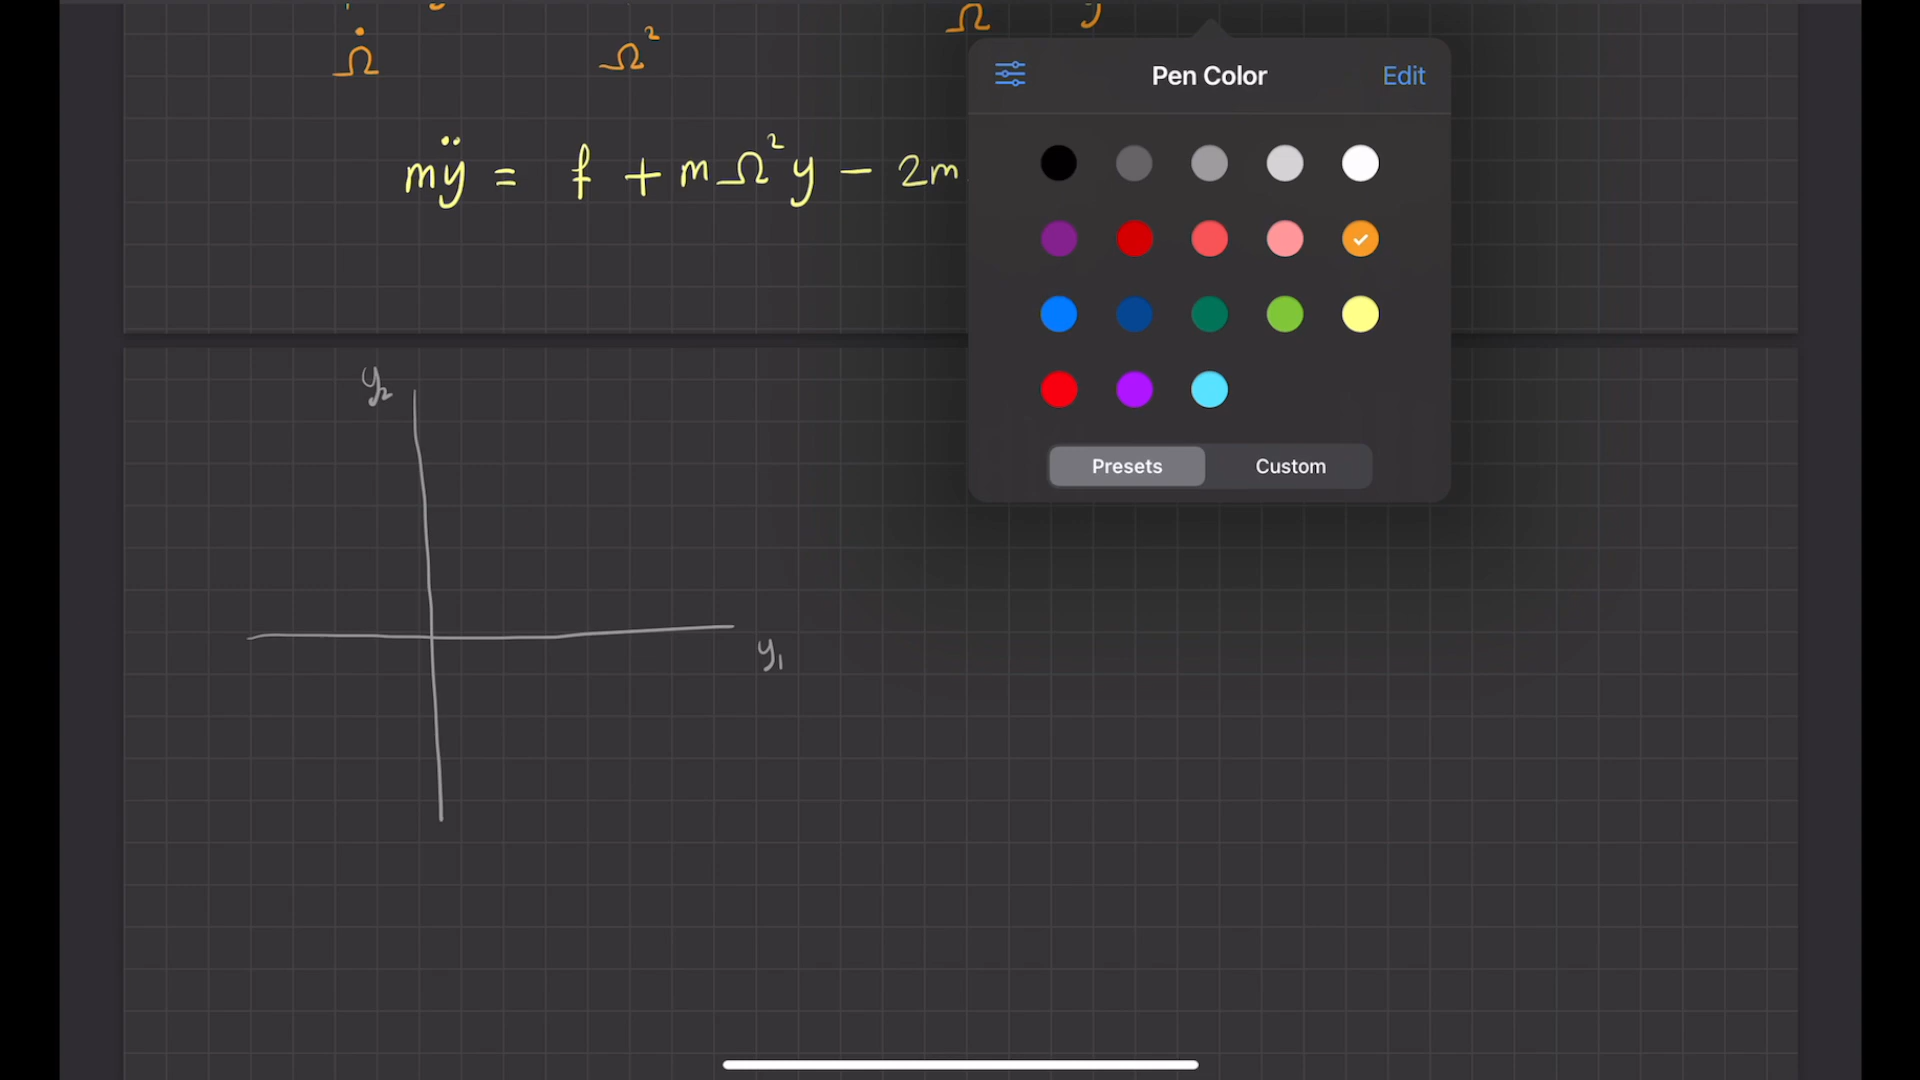 Ω y
Ω̇ Ω²
Pen Color Edit
mÿ = f + mΩ²y − 2m
Presets Custom
y₂
y₁